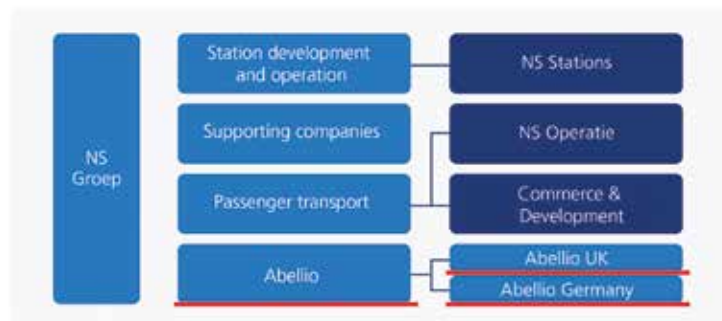 NS
Groep
Station development
and operation
NS Stations
Supporting companies
NS Operatie
Passenger transport
Commerce &
Development
Abellio
Abellio UK
Abellio Germany